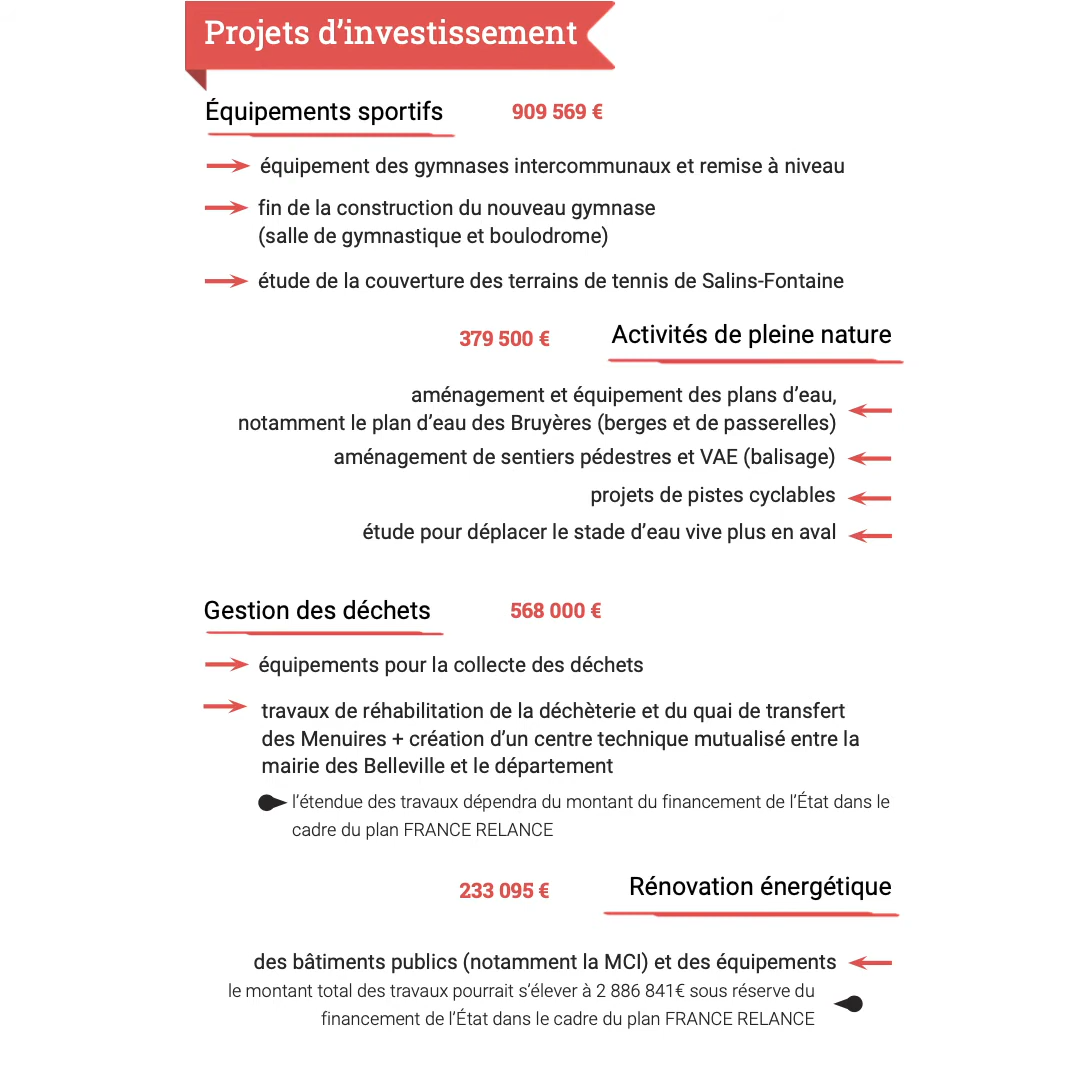 Projets d’investissement
Équipements sportifs 909 569 €
équipement des gymnases intercommunaux et remise à niveau
fin de la construction du nouveau gymnase
(salle de gymnastique et boulodrome)
étude de la couverture des terrains de tennis de Salins-Fontaine
379 500 € Activités de pleine nature
aménagement et équipement des plans d’eau,
notamment le plan d’eau des Bruyères (berges et de passerelles)
aménagement de sentiers pédestres et VAE (balisage)
projets de pistes cyclables
étude pour déplacer le stade d’eau vive plus en aval
Gestion des déchets 568 000 €
équipements pour la collecte des déchets
travaux de réhabilitation de la déchèterie et du quai de transfert
des Menuires + création d’un centre technique mutualisé entre la
mairie des Belleville et le département
l’étendue des travaux dépendra du montant du financement de l’État dans le
cadre du plan FRANCE RELANCE
233 095 € Rénovation énergétique
des bâtiments publics (notamment la MCI) et des équipements
le montant total des travaux pourrait s’élever à 2 886 841€ sous réserve du
financement de l’État dans le cadre du plan FRANCE RELANCE